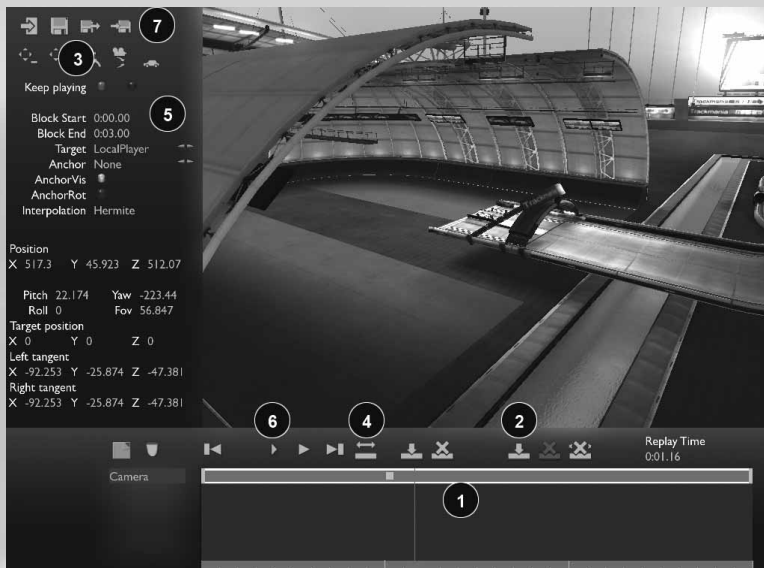 7
3
Keep playing
5
Block Start 0:00.00
Block End 0:03.00
Target LocalPlayer
Anchor None
AnchorVis
AnchorRot
Interpolation Hermite
Position
X 517.3 Y 45.923 Z 512.07
Pitch 22.174 Yaw -223.44
Roll 0 Fov 56.847
Target position
X 0 Y 0 Z 0
Left tangent
X -92.253 Y -25.874 Z -47.381
Right tangent
X -92.253 Y -25.874 Z -47.381
6
4
2
Replay Time
0:01.16
Camera
1